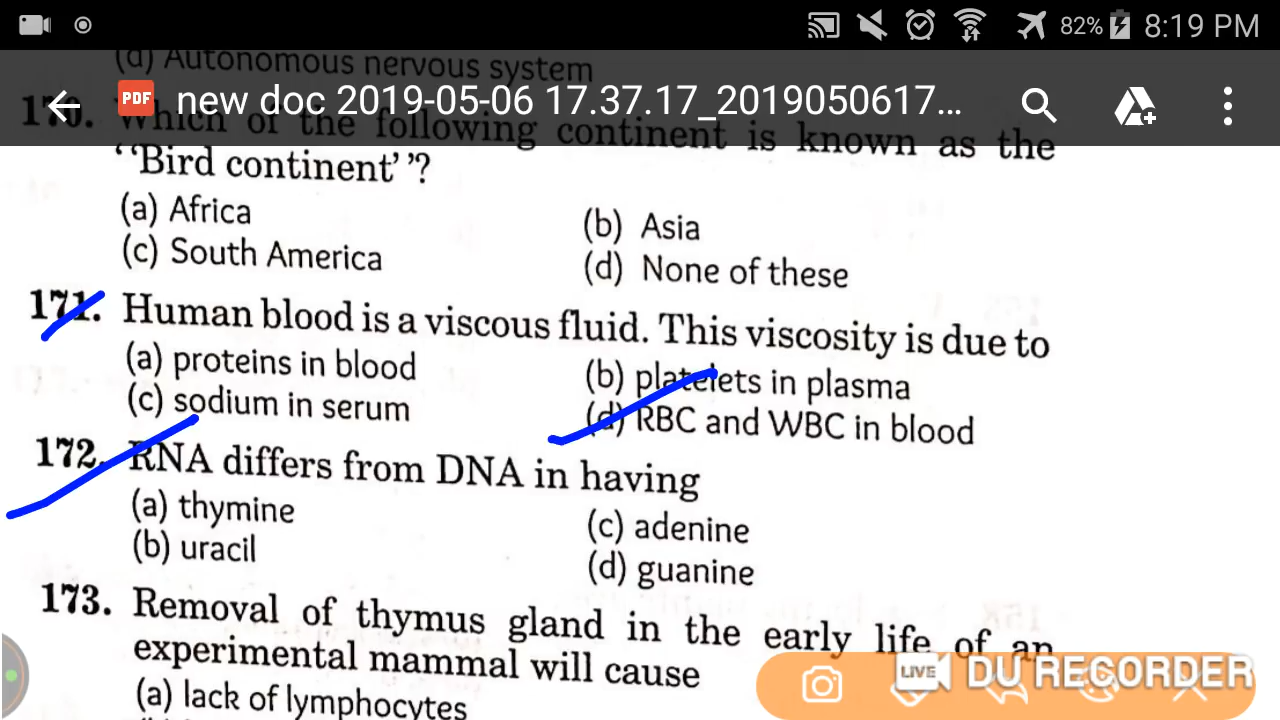 82% 8:19 PM
(d) Autonomous nervous system
PDF new doc 2019-05-06 17.37.17_2019050617...
170. Which of the following continent is known as the
‘‘Bird continent’ ’?
(a) Africa (b) Asia
(c) South America (d) None of these
171. Human blood is a viscous fluid. This viscosity is due to
(a) proteins in blood (b) platelets in plasma
(c) sodium in serum (d) RBC and WBC in blood
172. RNA differs from DNA in having
(a) thymine (c) adenine
(b) uracil (d) guanine
173. Removal of thymus gland in the early life of an
experimental mammal will cause
LIVE DU RECORDER
(a) lack of lymphocytes